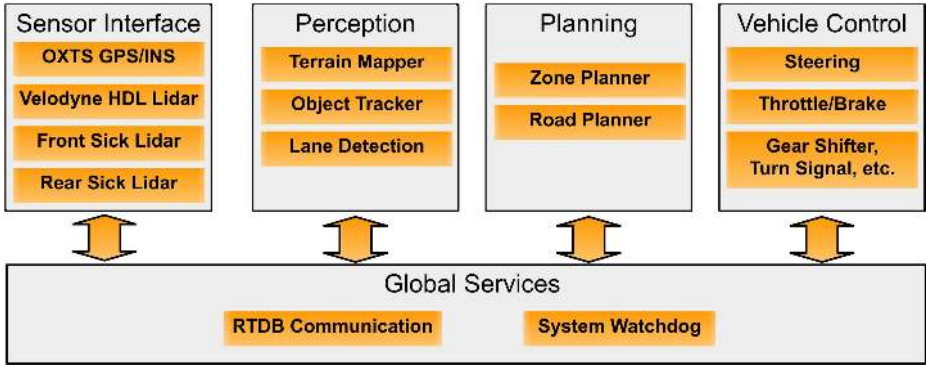 Sensor Interface
OXTS GPS/INS
Velodyne HDL Lidar
Front Sick Lidar
Rear Sick Lidar
Perception
Terrain Mapper
Object Tracker
Lane Detection
Planning
Zone Planner
Road Planner
Vehicle Control
Steering
Throttle/Brake
Gear Shifter,
Turn Signal, etc.
Global Services
RTDB Communication
System Watchdog